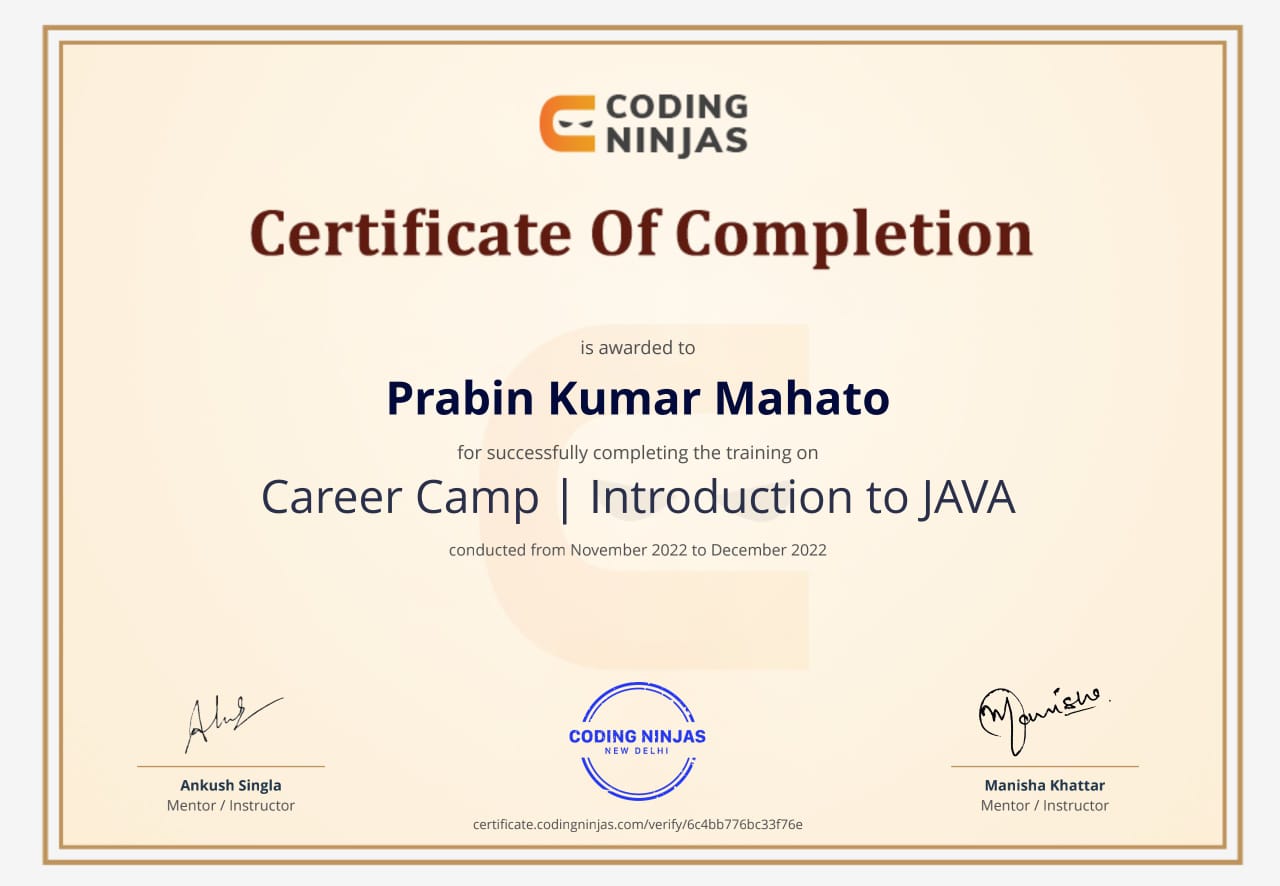 CODING
NINJAS
Certificate Of Completion
is awarded to
Prabin Kumar Mahato
for successfully completing the training on
Career Camp | Introduction to JAVA
conducted from November 2022 to December 2022
Manisha.
CODING NINJAS
NEW DELHI
Ankush Singla
Mentor / Instructor
Manisha Khattar
Mentor / Instructor
certificate.codingninjas.com/verify/6c4bb776bc33f76e